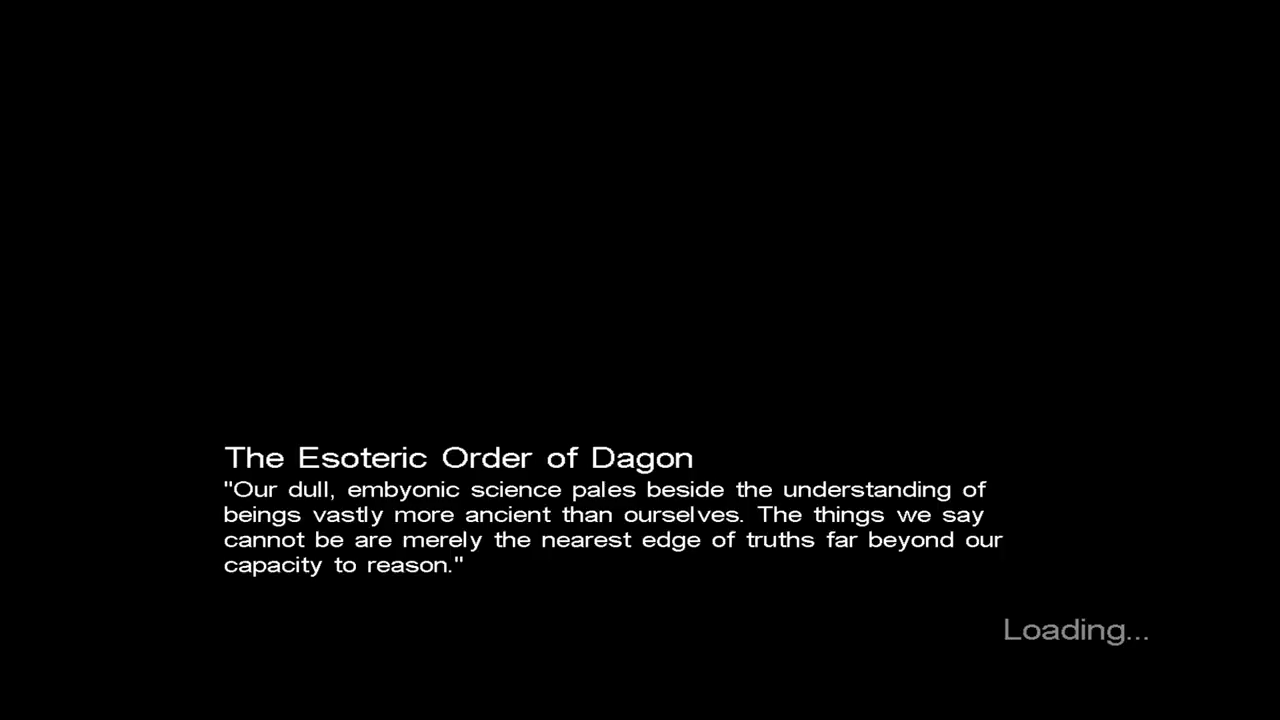 The Esoteric Order of Dagon
"Our dull, embyonic science pales beside the understanding of
beings vastly more ancient than ourselves. The things we say
cannot be are merely the nearest edge of truths far beyond our
capacity to reason."
Loading...